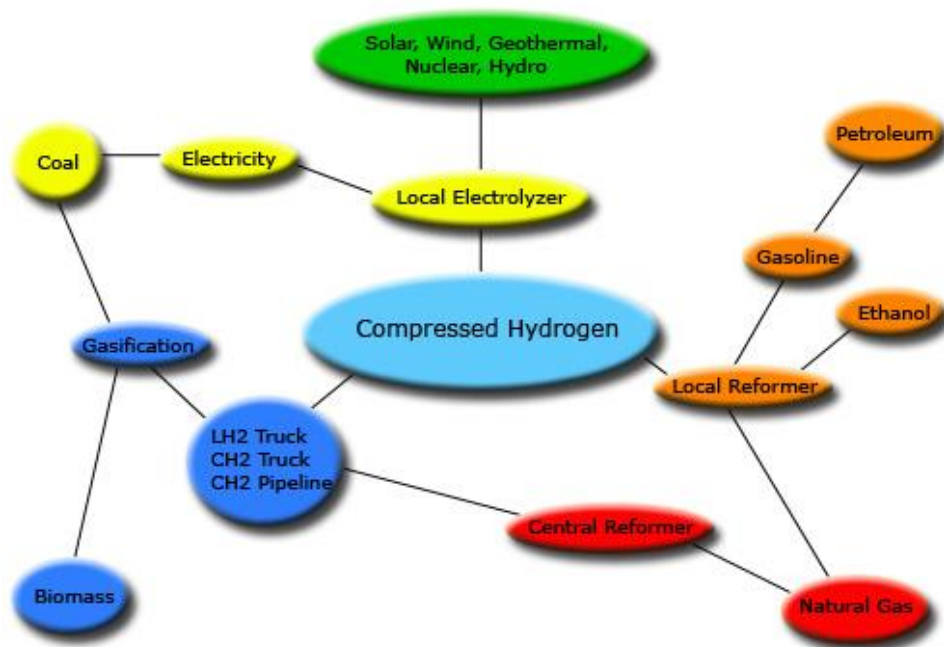 Solar, Wind, Geothermal,
Nuclear, Hydro
Petroleum
Coal
Electricity
Local Electrolyzer
Gasoline
Ethanol
Compressed Hydrogen
Gasification
Local Reformer
LH2 Truck
CH2 Truck
CH2 Pipeline
Central Reformer
Biomass
Natural Gas